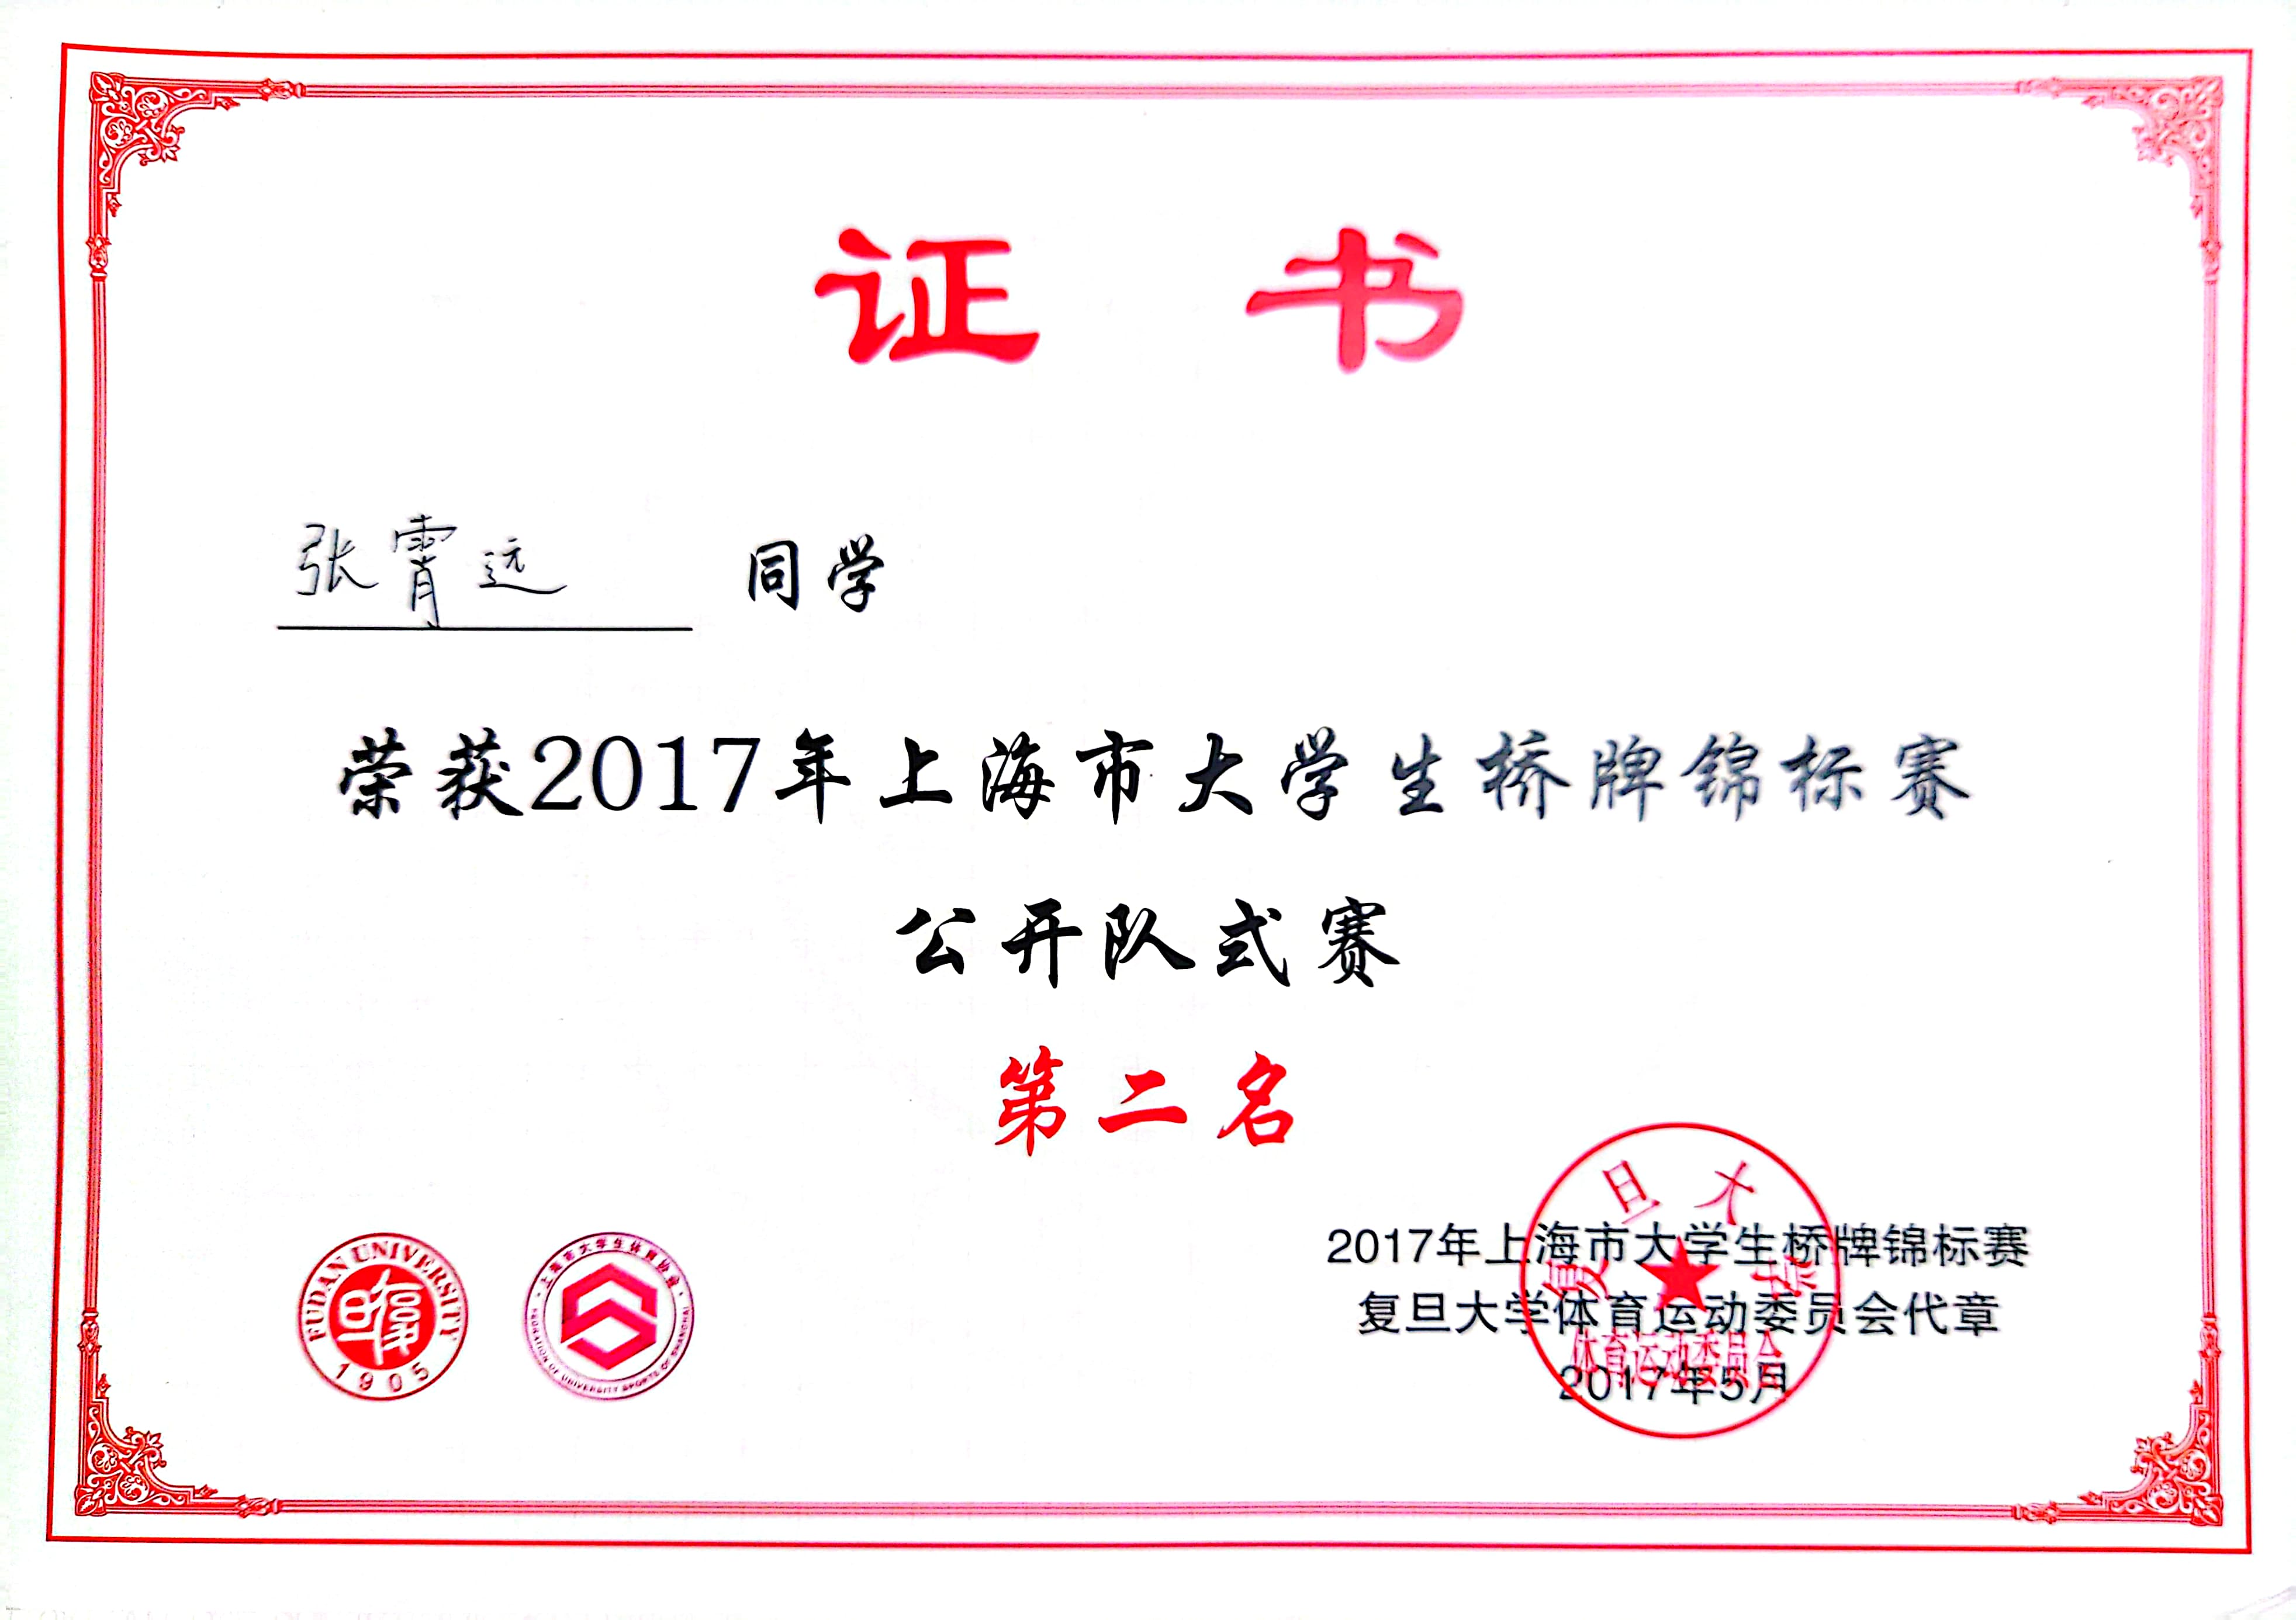 证书
张霄远 同学
荣获2017年上海市大学生桥牌锦标赛
公开队式赛
第二名
2017年上海市大学生桥牌锦标赛
复旦大学体育运动委员会代章
2017年5月
复旦大学
体育运动委员会
FUDAN UNIVERSITY
1905
上海市大学生体育协会
UNIVERSITY SPORTS OF SHANGHAI